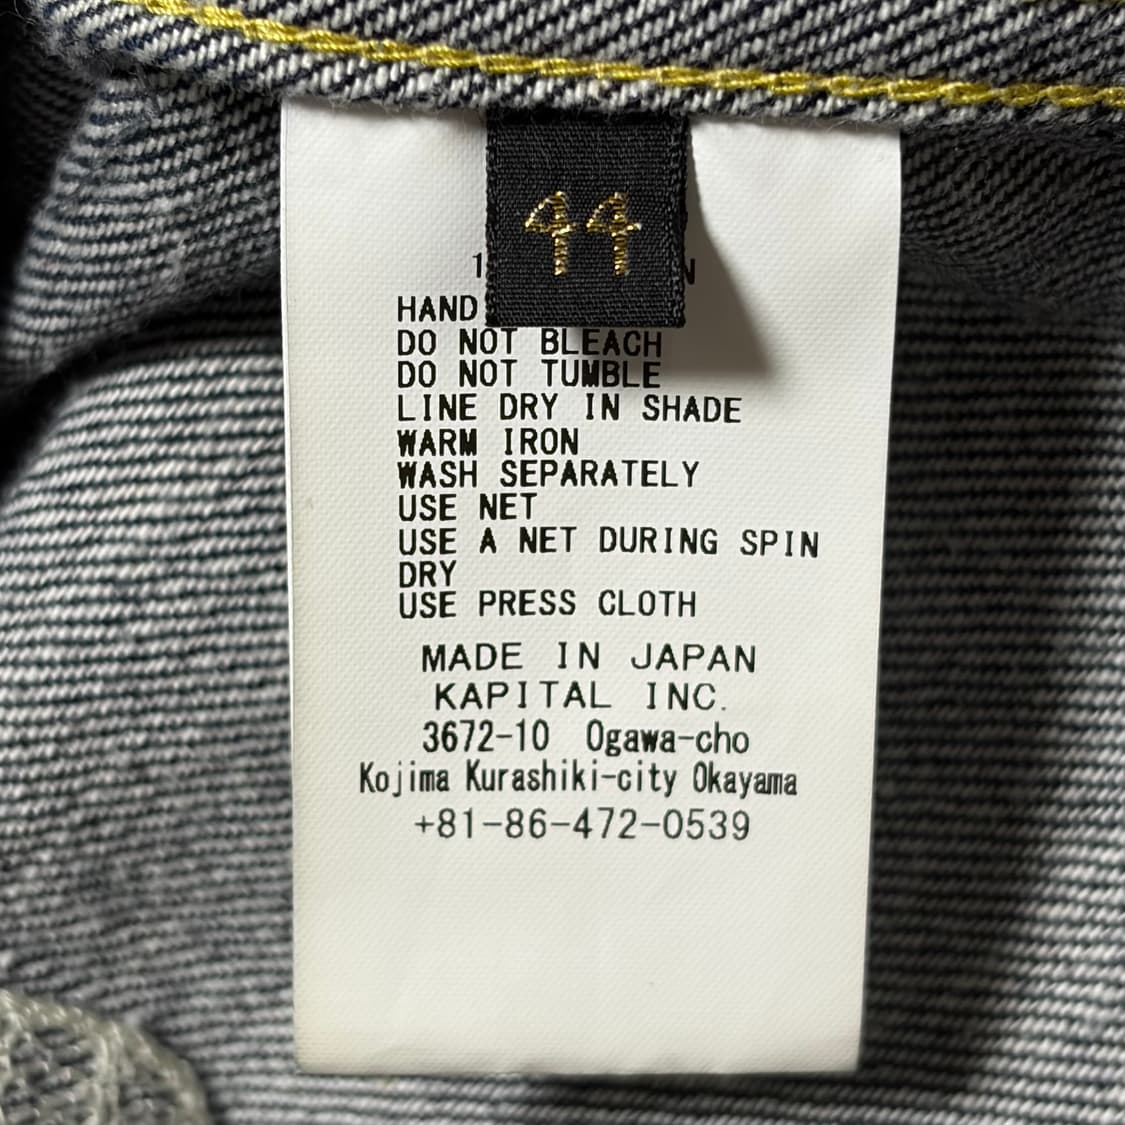 44
HAND
DO NOT BLEACH
DO NOT TUMBLE
LINE DRY IN SHADE
WARM IRON
WASH SEPARATELY
USE NET
USE A NET DURING SPIN
DRY
USE PRESS CLOTH
MADE IN JAPAN
KAPITAL INC.
3672-10 Ogawa-cho
Kojima Kurashiki-city Okayama
+81-86-472-0539